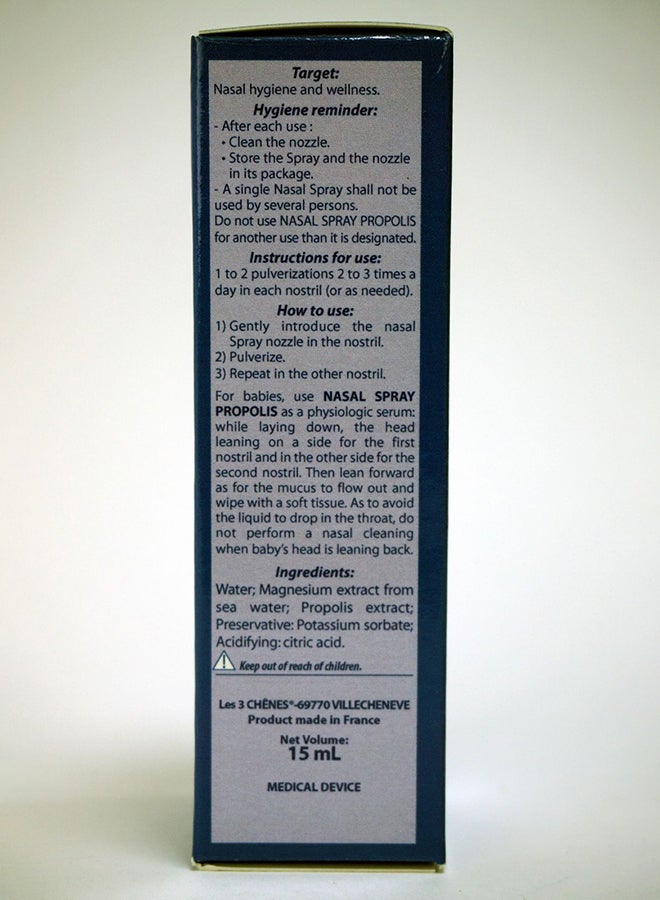 Target:
Nasal hygiene and wellness.
Hygiene reminder:
- After each use :
• Clean the nozzle.
• Store the Spray and the nozzle
in its package.
- A single Nasal Spray shall not be
used by several persons.
Do not use NASAL SPRAY PROPOLIS
for another use than it is designated.
Instructions for use:
1 to 2 pulverizations 2 to 3 times a
day in each nostril (or as needed).
How to use:
1) Gently introduce the nasal
Spray nozzle in the nostril.
2) Pulverize.
3) Repeat in the other nostril.
For babies, use NASAL SPRAY
PROPOLIS as a physiologic serum:
while laying down, the head
leaning on a side for the first
nostril and in the other side for the
second nostril. Then lean forward
as for the mucus to flow out and
wipe with a soft tissue. As to avoid
the liquid to drop in the throat, do
not perform a nasal cleaning
when baby's head is leaning back.
Ingredients:
Water; Magnesium extract from
sea water; Propolis extract;
Preservative: Potassium sorbate;
Acidifying: citric acid.
Keep out of reach of children.
Les 3 CHÊNES®-69770 VILLECHENEVE
Product made in France
Net Volume:
15 mL
MEDICAL DEVICE